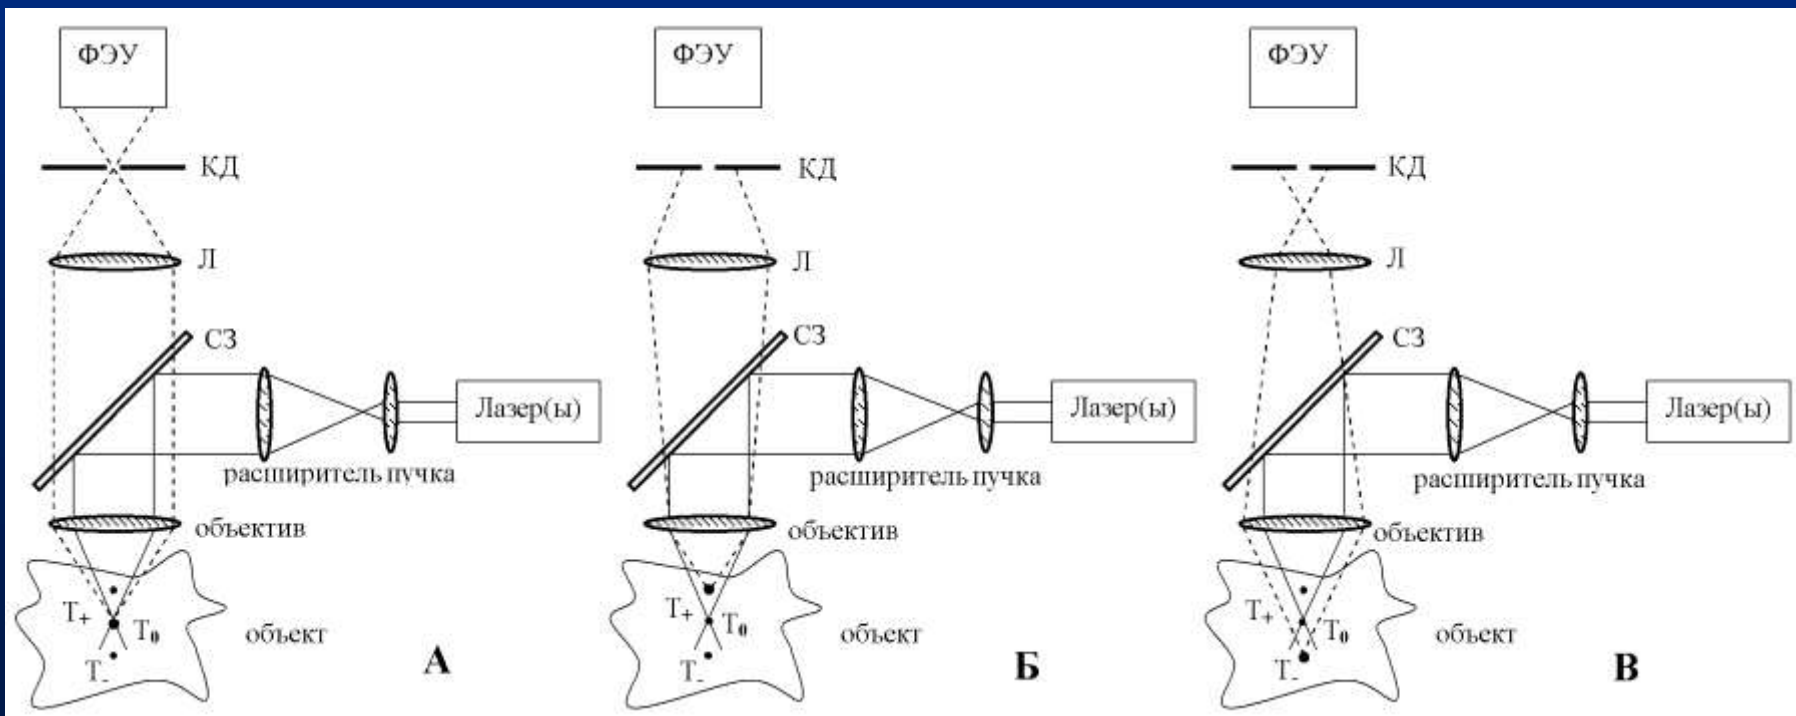 ФЭУ
КД
Л
СЗ
Лазер(ы)
расширитель пучка
объектив
T₊
T₀
объект
T₋
А
ФЭУ
КД
Л
СЗ
Лазер(ы)
расширитель пучка
объектив
T₊
T₀
объект
T₋
Б
ФЭУ
КД
Л
СЗ
Лазер(ы)
расширитель пучка
объектив
T₊
T₀
объект
T₋
В